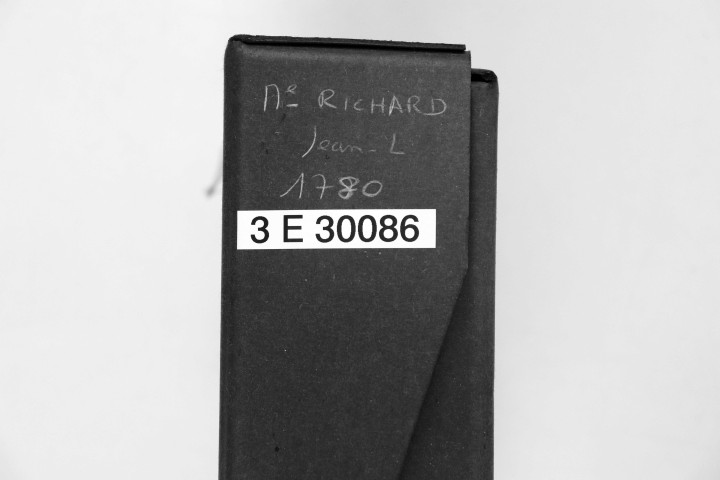 Me RICHARD
Jean-L
1780
3 E 30086